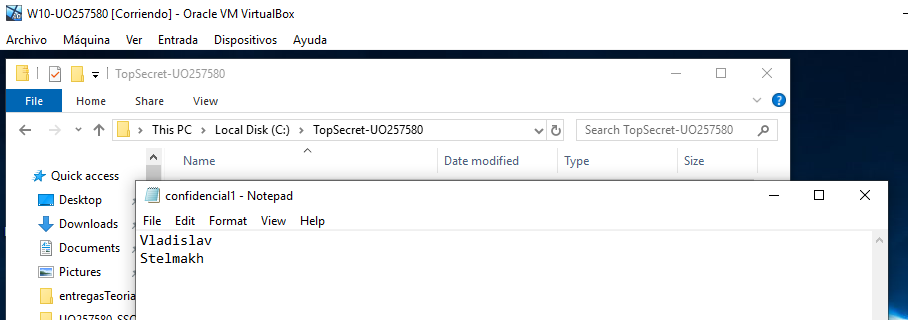 W10-UO257580 [Corriendo] - Oracle VM VirtualBox
Archivo Máquina Ver Entrada Dispositivos Ayuda
TopSecret-UO257580
File Home Share View
This PC Local Disk (C:) TopSecret-UO257580 Search TopSecret-UO257580
Name Date modified Type Size
Quick access
Desktop
Downloads
Documents
Pictures
entregasTeoria
confidencial1 - Notepad
File Edit Format View Help
Vladislav
Stelmakh